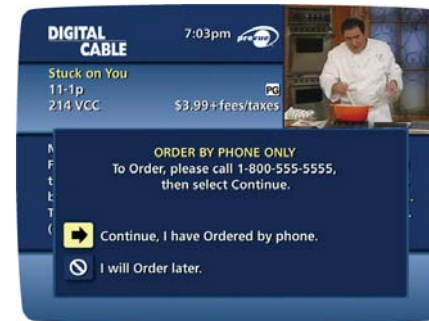 DIGITAL
CABLE
7:03pm
Stuck on You
11-1p
PG
214 VCC
$3.99+fees/taxes
ORDER BY PHONE ONLY
To Order, please call 1-800-555-5555,
then select Continue.
Continue, I have Ordered by phone.
I will Order later.